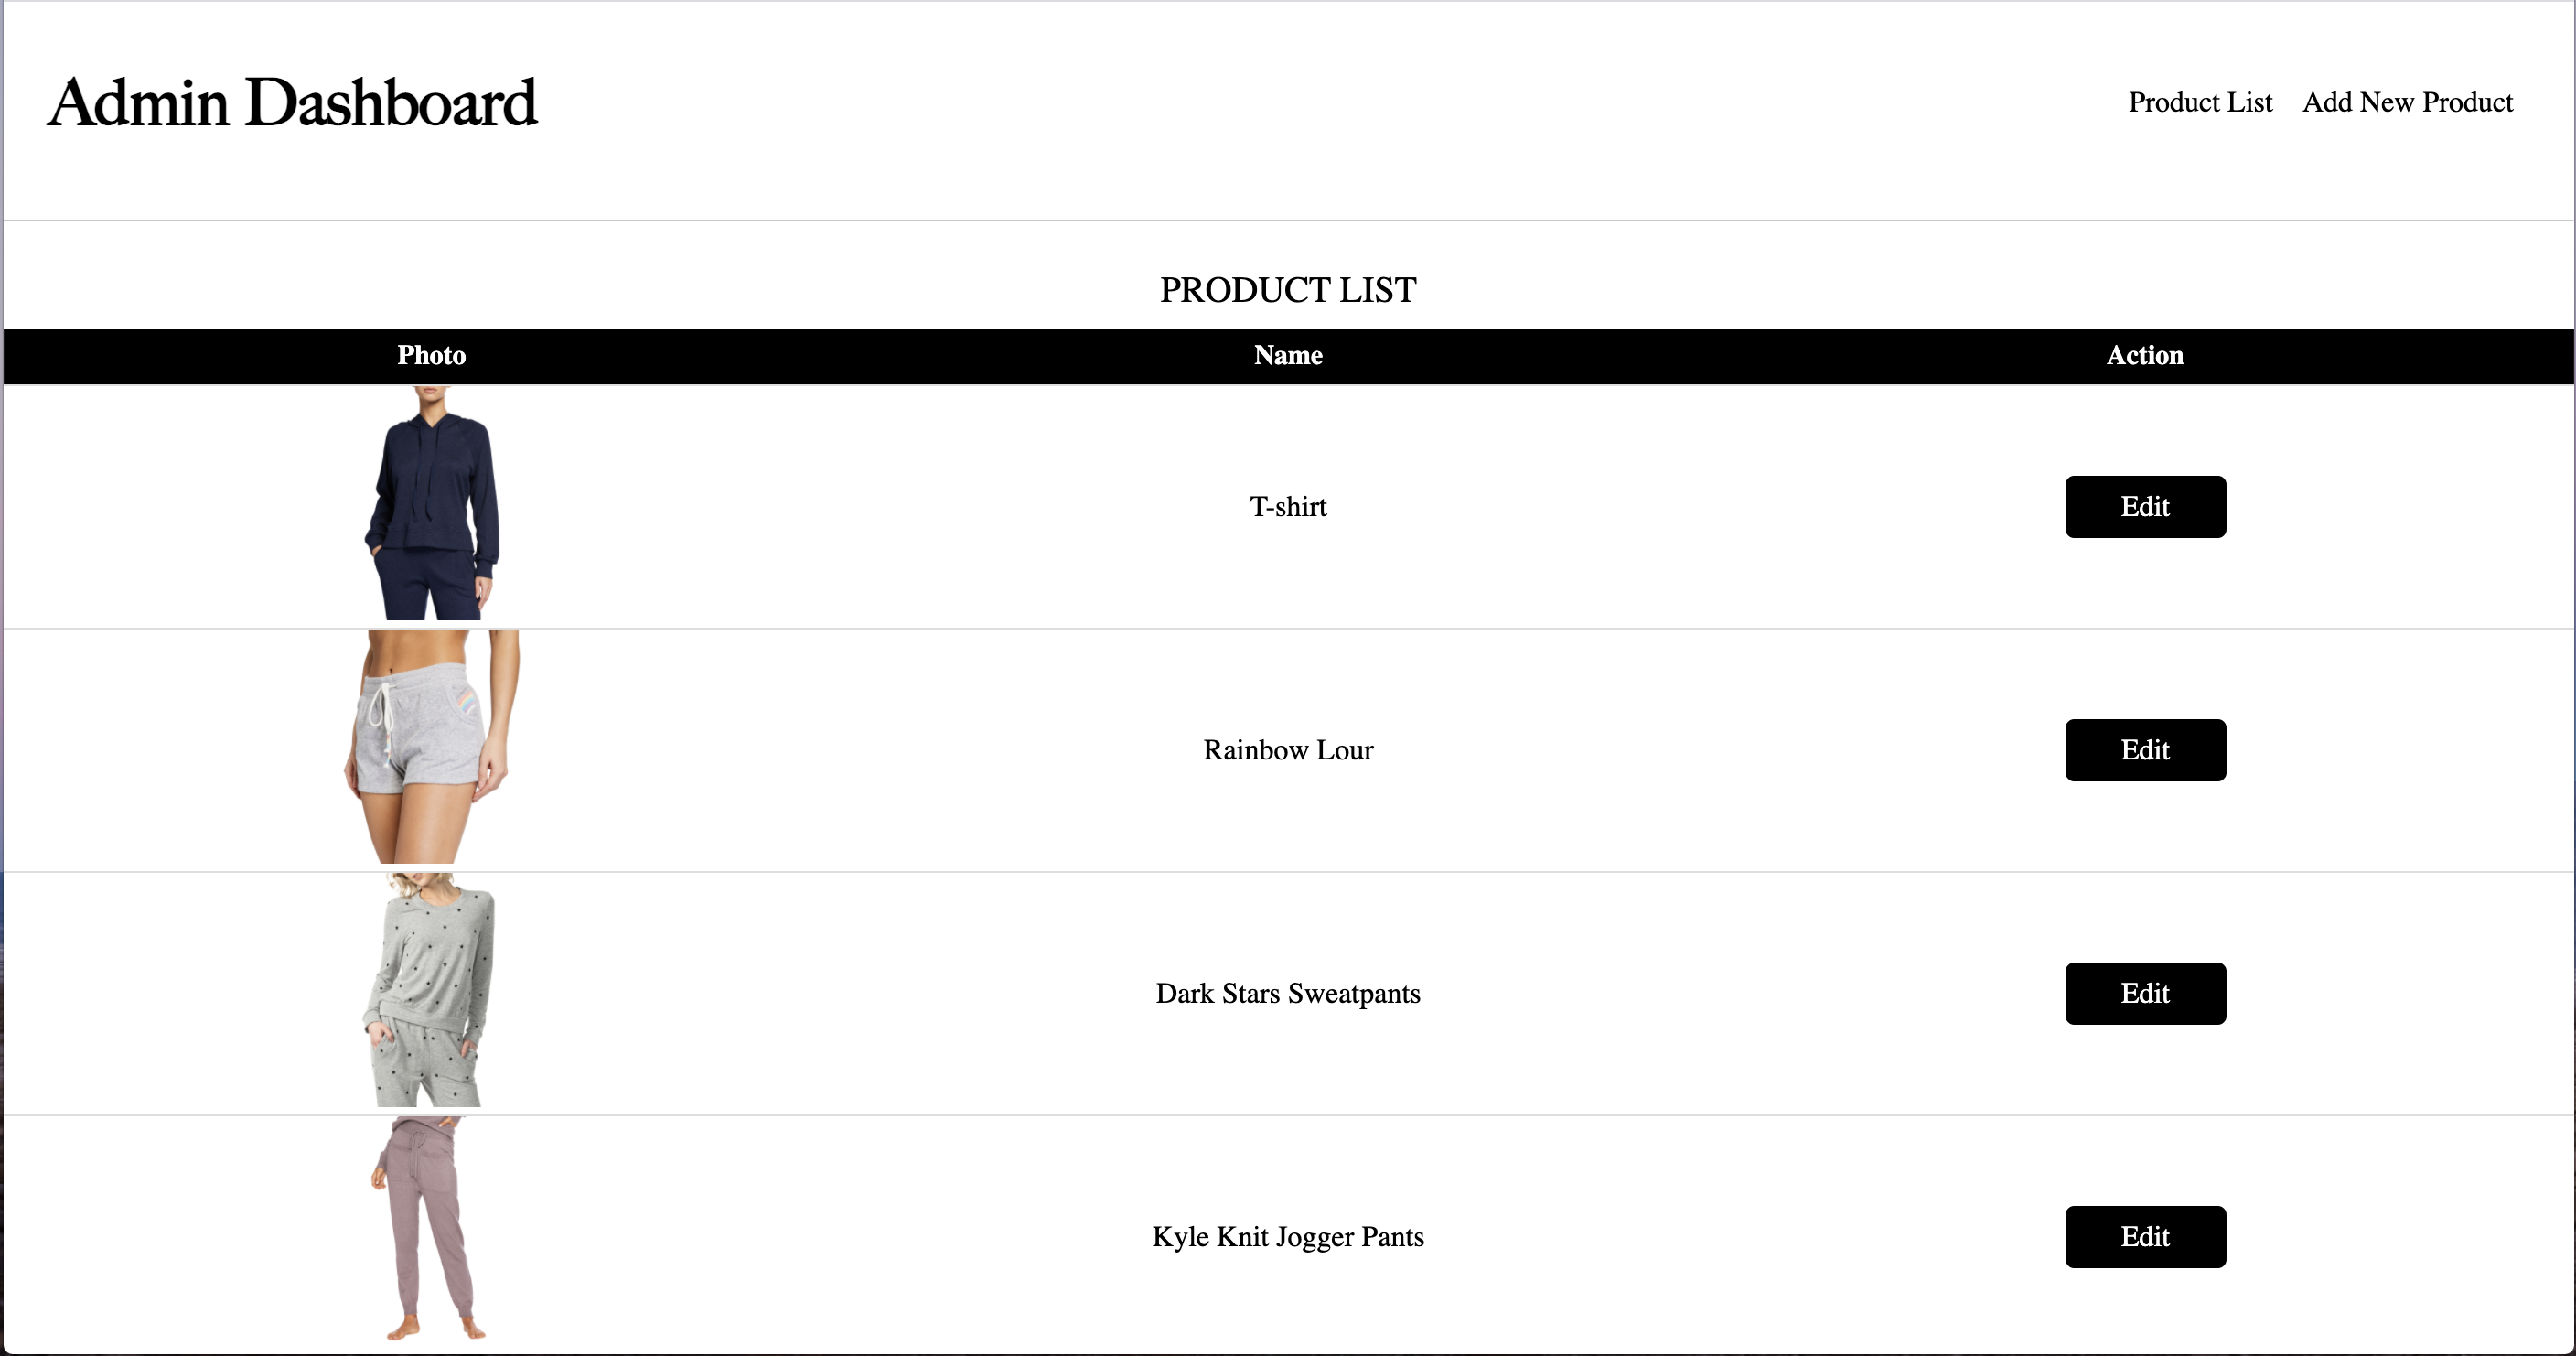 Admin Dashboard
Product List Add New Product
PRODUCT LIST
Photo Name Action
T-shirt Edit
Rainbow Lour Edit
Dark Stars Sweatpants Edit
Kyle Knit Jogger Pants Edit